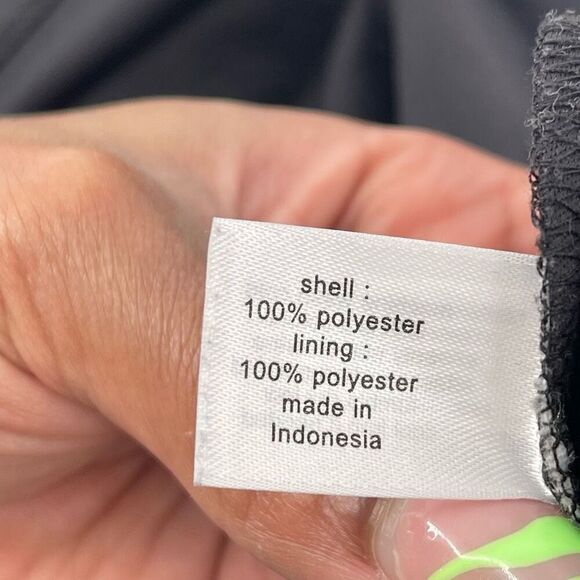 shell :
100% polyester
lining :
100% polyester
made in
Indonesia